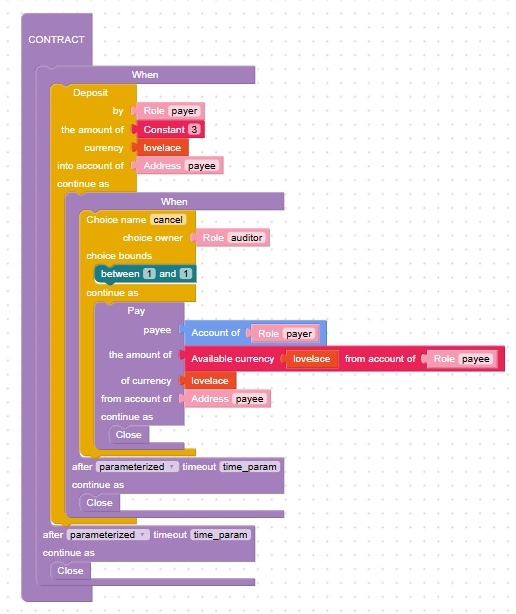 CONTRACT
When
Deposit
by Role payer
the amount of Constant 3
currency lovelace
into account of Address payee
continue as
When
Choice name cancel
choice owner Role auditor
choice bounds
between 1 and 1
continue as
Pay
payee Account of Role payer
the amount of Available currency lovelace from account of Role payee
of currency lovelace
from account of Address payee
continue as
Close
after parameterized timeout time_param
continue as
Close
after parameterized timeout time_param
continue as
Close